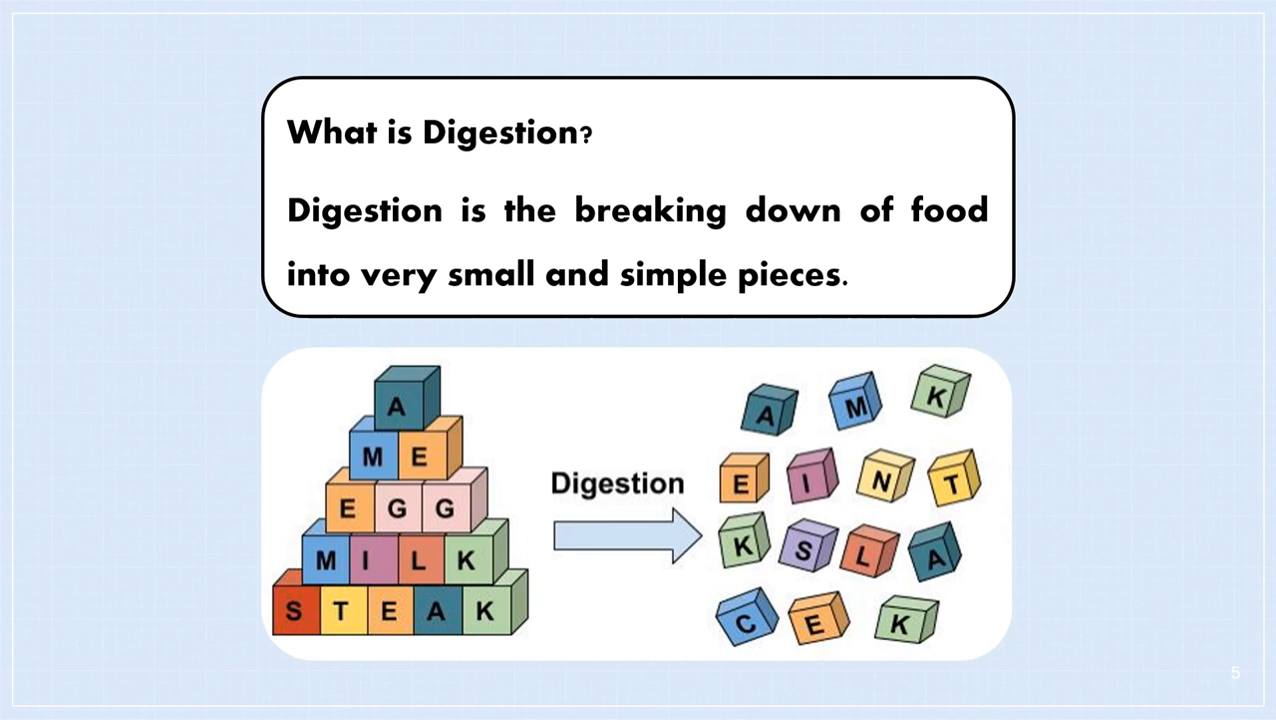 What is Digestion?
Digestion is the breaking down of food
into very small and simple pieces.
A
M E
E G G
M I L K
S T E A K
Digestion
A M K
E I N T
K S L A
C E K
5